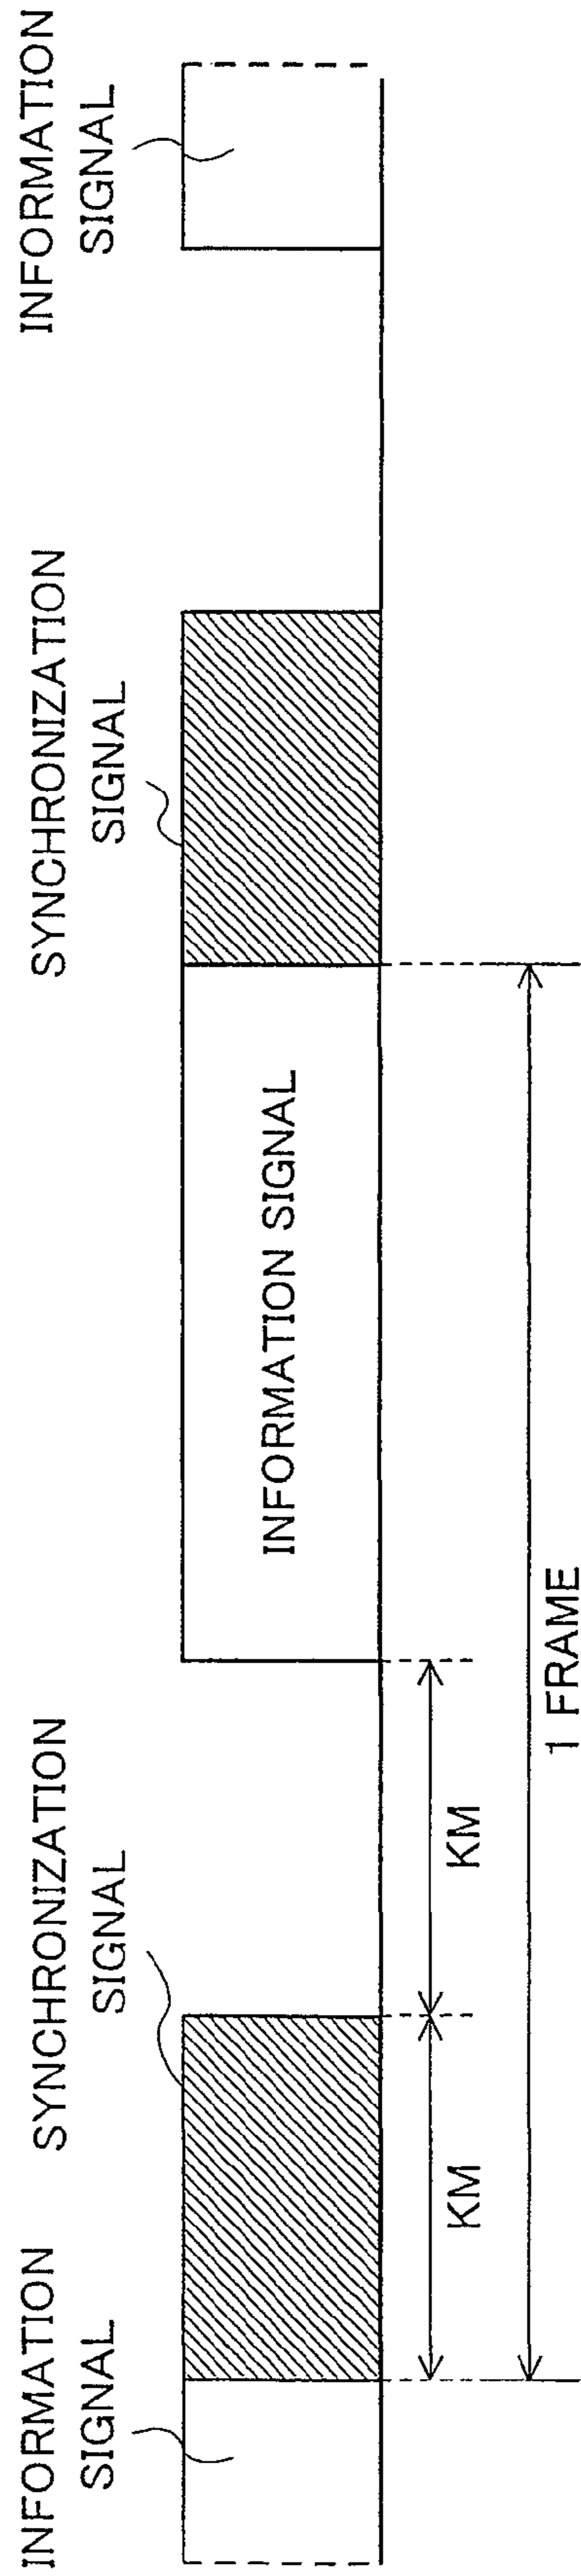 INFORMATION
SIGNAL
SYNCHRONIZATION
SIGNAL
SYNCHRONIZATION
SIGNAL
INFORMATION
SIGNAL
INFORMATION SIGNAL
KM
KM
1 FRAME